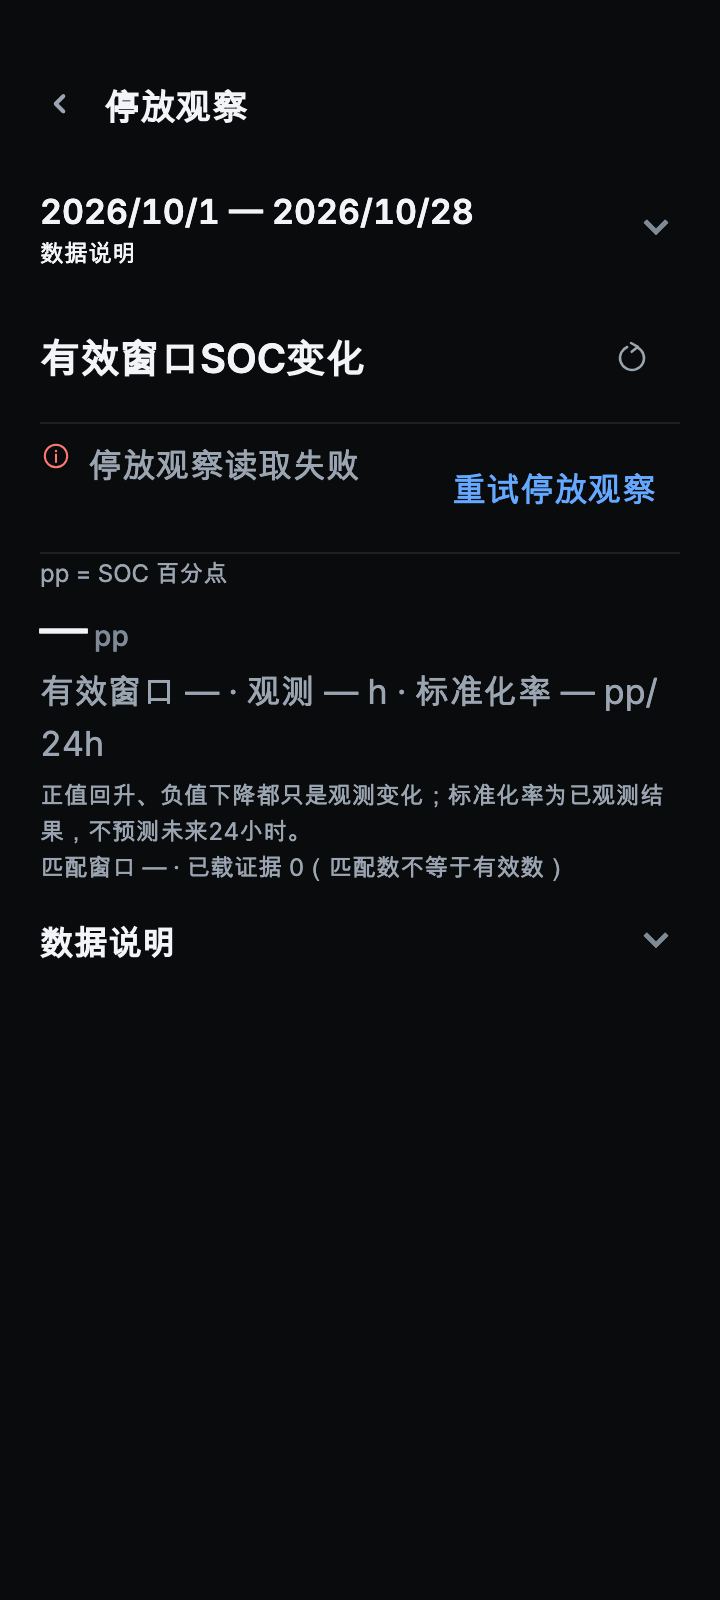 停放观察
2026/10/1 — 2026/10/28
数据说明
有效窗口SOC变化
停放观察读取失败
重试停放观察
pp = SOC 百分点
— pp
有效窗口 — · 观测 — h · 标准化率 — pp/
24h
正值回升、负值下降都只是观测变化；标准化率为已观测结
果，不预测未来24小时。
匹配窗口 — · 已载证据 0（匹配数不等于有效数）
数据说明